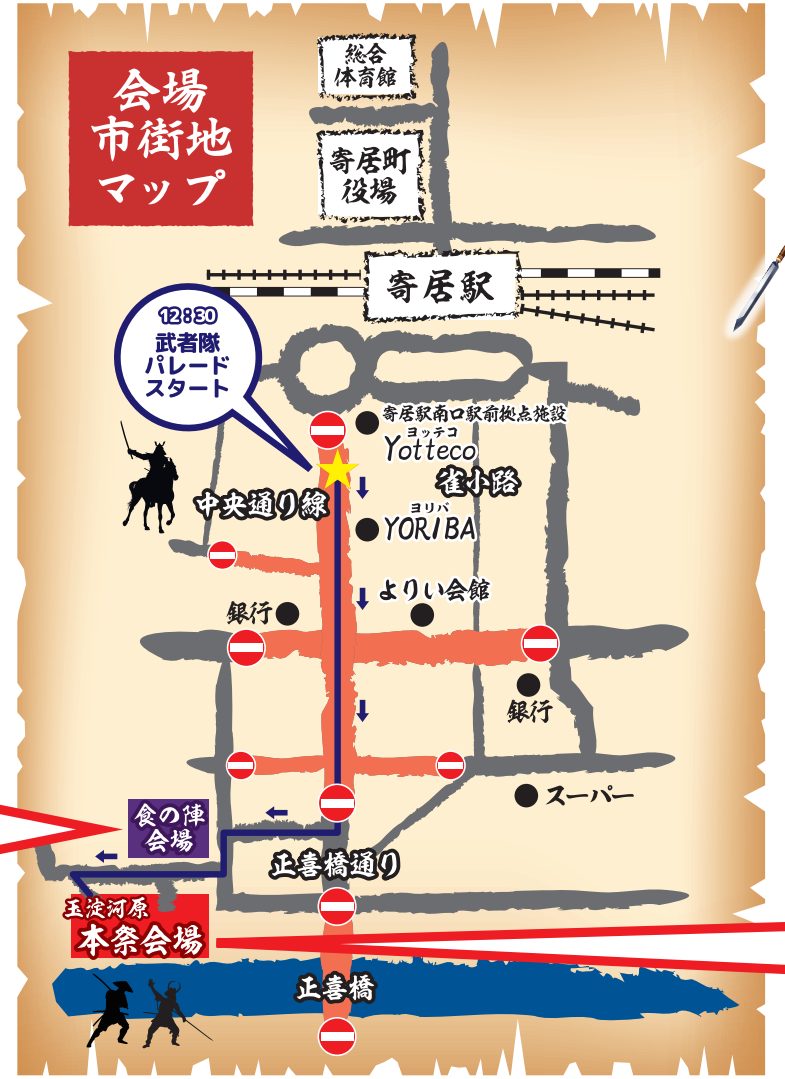 会場
市街地
マップ
総合
体育館
寄居町
役場
寄居駅
12:30
武者隊
パレード
スタート
寄居駅南口駅前拠点施設
ヨッテコ
Yotteco
雀小路
中央通り線
ヨリバ
YORIBA
よりい会館
銀行
銀行
スーパー
食の陣
会場
正喜橋通り
玉淀河原
本祭会場
正喜橋